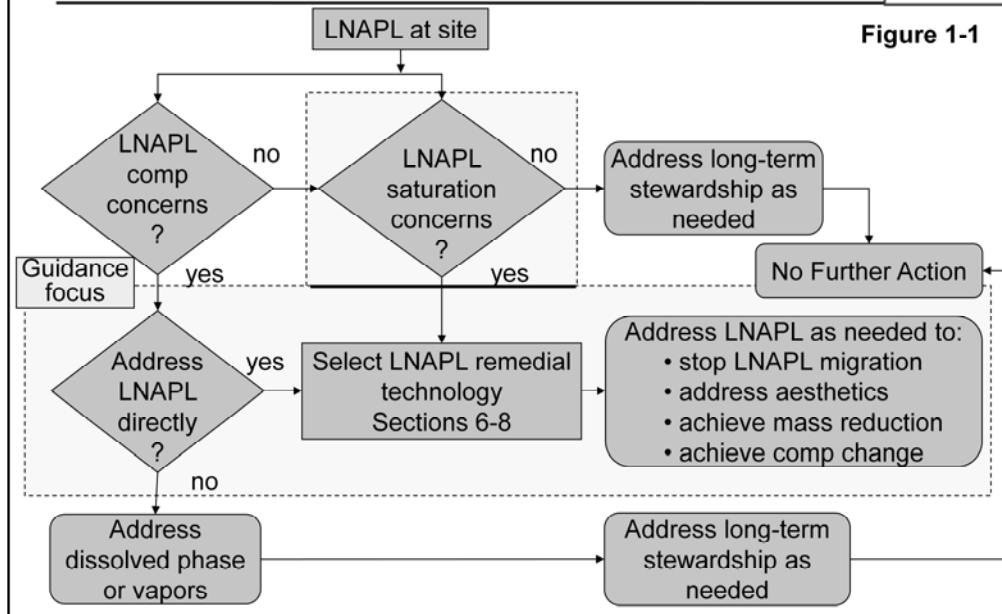 LNAPL at site
Figure 1-1
LNAPL
comp
concerns
?
no
LNAPL
saturation
concerns
?
no
Address long-term
stewardship as
needed
No Further Action
Guidance
focus
yes
yes
Address
LNAPL
directly
?
yes
Select LNAPL remedial
technology
Sections 6-8
Address LNAPL as needed to:
• stop LNAPL migration
• address aesthetics
• achieve mass reduction
• achieve comp change
no
Address
dissolved phase
or vapors
Address long-term
stewardship as
needed